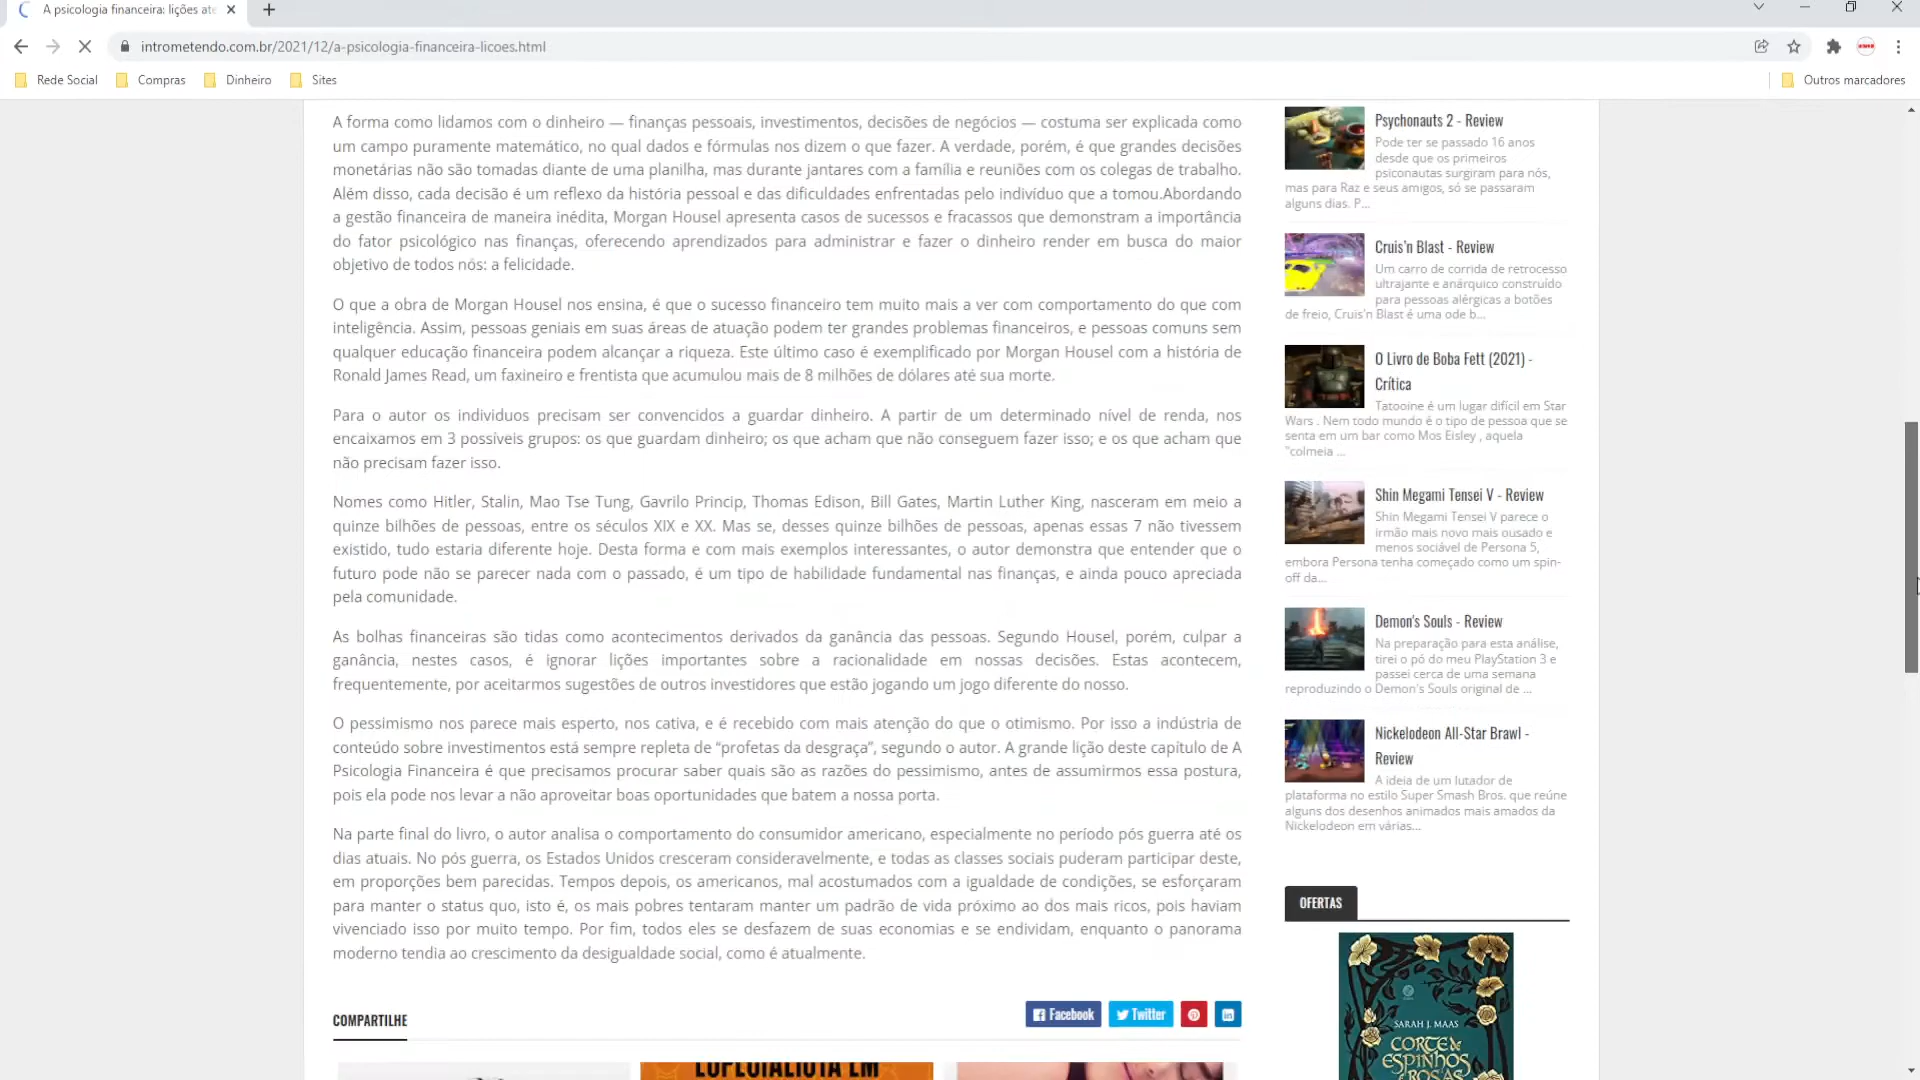 A psicologia financeira: lições ate
intrometendo.com.br/2021/12/a-psicologia-financeira-licoes.html
Rede Social
Compras
Dinheiro
Sites
Outros marcadores
A forma como lidamos com o dinheiro — finanças pessoais, investimentos, decisões de negócios — costuma ser explicada como
um campo puramente matemático, no qual dados e fórmulas nos dizem o que fazer. A verdade, porém, é que grandes decisões
monetárias não são tomadas diante de uma planilha, mas durante jantares com a família e reuniões com os colegas de trabalho.
Além disso, cada decisão é um reflexo da história pessoal e das dificuldades enfrentadas pelo indivíduo que a tomou.Abordando
a gestão financeira de maneira inédita, Morgan Housel apresenta casos de sucessos e fracassos que demonstram a importância
do fator psicológico nas finanças, oferecendo aprendizados para administrar e fazer o dinheiro render em busca do maior
objetivo de todos nós: a felicidade.
O que a obra de Morgan Housel nos ensina, é que o sucesso financeiro tem muito mais a ver com comportamento do que com
inteligência. Assim, pessoas geniais em suas áreas de atuação podem ter grandes problemas financeiros, e pessoas comuns sem
qualquer educação financeira podem alcançar a riqueza. Este último caso é exemplificado por Morgan Housel com a história de
Ronald James Read, um faxineiro e frentista que acumulou mais de 8 milhões de dólares até sua morte.
Para o autor os individuos precisam ser convencidos a guardar dinheiro. A partir de um determinado nível de renda, nos
encaixamos em 3 possíveis grupos: os que guardam dinheiro; os que acham que não conseguem fazer isso; e os que acham que
não precisam fazer isso.
Nomes como Hitler, Stalin, Mao Tse Tung, Gavrilo Princip, Thomas Edison, Bill Gates, Martin Luther King, nasceram em meio a
quinze bilhões de pessoas, entre os séculos XIX e XX. Mas se, desses quinze bilhões de pessoas, apenas essas 7 não tivessem
existido, tudo estaria diferente hoje. Desta forma e com mais exemplos interessantes, o autor demonstra que entender que o
futuro pode não se parecer nada com o passado, é um tipo de habilidade fundamental nas finanças, e ainda pouco apreciada
pela comunidade.
As bolhas financeiras são tidas como acontecimentos derivados da ganância das pessoas. Segundo Housel, porém, culpar a
ganância, nestes casos, é ignorar lições importantes sobre a racionalidade em nossas decisões. Estas acontecem,
frequentemente, por aceitarmos sugestões de outros investidores que estão jogando um jogo diferente do nosso.
O pessimismo nos parece mais esperto, nos cativa, e é recebido com mais atenção do que o otimismo. Por isso a indústria de
conteúdo sobre investimentos está sempre repleta de “profetas da desgraça”, segundo o autor. A grande lição deste capítulo de A
Psicologia Financeira é que precisamos procurar saber quais são as razões do pessimismo, antes de assumirmos essa postura,
pois ela pode nos levar a não aproveitar boas oportunidades que batem a nossa porta.
Na parte final do livro, o autor analisa o comportamento do consumidor americano, especialmente no período pós guerra até os
dias atuais. No pós guerra, os Estados Unidos cresceram consideravelmente, e todas as classes sociais puderam participar deste,
em proporções bem parecidas. Tempos depois, os americanos, mal acostumados com a igualdade de condições, se esforçaram
para manter o status quo, isto é, os mais pobres tentaram manter um padrão de vida próximo ao dos mais ricos, pois haviam
vivenciado isso por muito tempo. Por fim, todos eles se desfazem de suas economias e se endividam, enquanto o panorama
moderno tendia ao crescimento da desigualdade social, como é atualmente.
COMPARTILHE
Facebook
Twitter
ESPECIALISTA EM
Psychonauts 2 - Review
Pode ter se passado 16 anos
desde que os primeiros
psiconautas surgiram para nós,
mas para Raz e seus amigos, só se passaram
alguns dias. P...
Cruis'n Blast - Review
Um carro de corrida de retrocesso
ultrajante e anárquico construído
para pessoas alérgicas a botões
de freio, Cruis'n Blast é uma ode b...
O Livro de Boba Fett (2021) -
Crítica
Tatooine é um lugar difícil em Star
Wars . Nem todo mundo é o tipo de pessoa que se
senta em um bar como Mos Eisley , aquela
"colmeia ...
Shin Megami Tensei V - Review
Shin Megami Tensei V parece o
irmão mais novo mais ousado e
menos sociável de Persona 5,
embora Persona tenha começado como um spin-
off da...
Demon's Souls - Review
Na preparação para esta análise,
tirei o pó do meu PlayStation 3 e
passei cerca de uma semana
reproduzindo o Demon's Souls original de ...
Nickelodeon All-Star Brawl -
Review
A ideia de um lutador de
plataforma no estilo Super Smash Bros. que reúne
alguns dos desenhos animados mais amados da
Nickelodeon em várias...
OFERTAS
SARAH J. MAAS
CORTE DE
ESPINHOS
E ROSAS